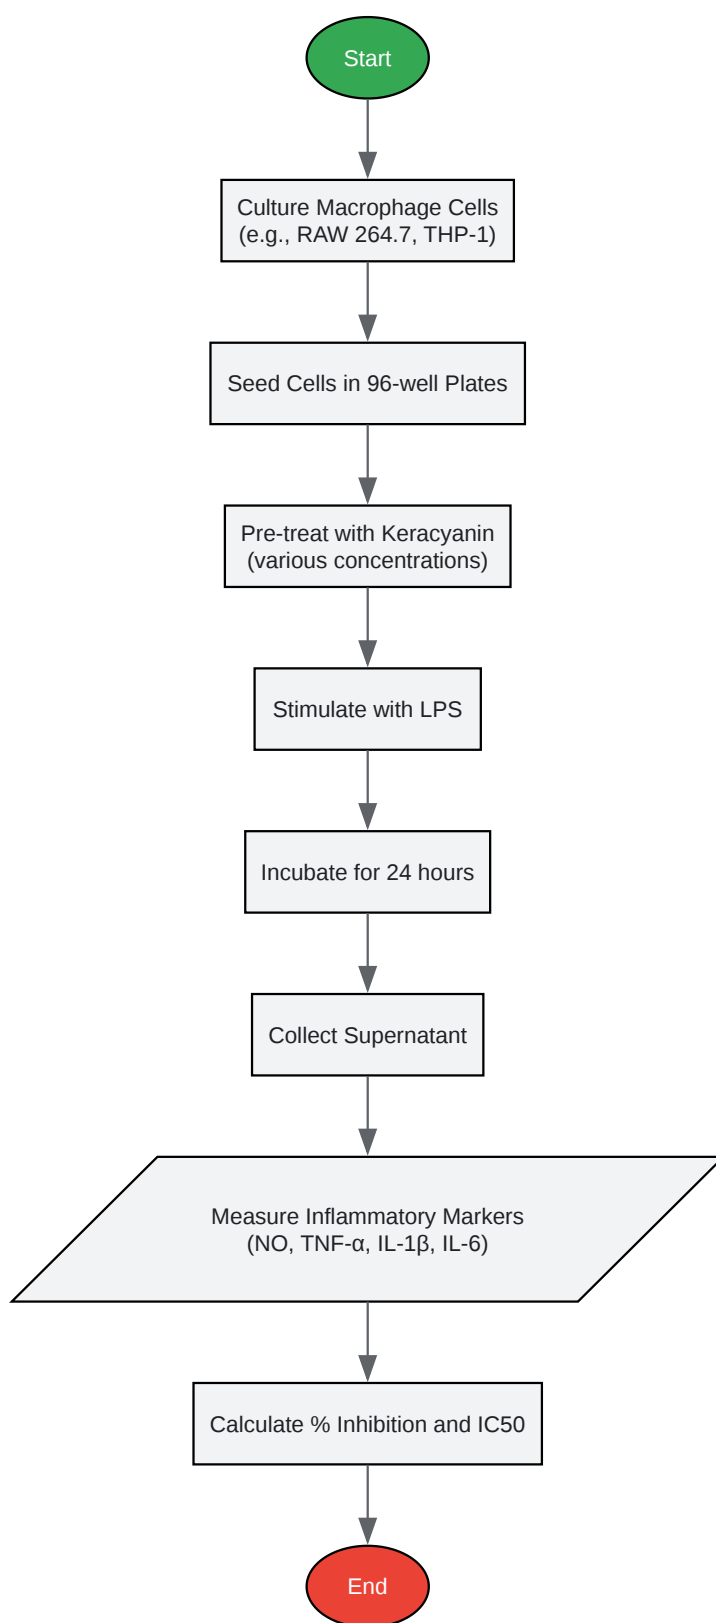 Start
Culture Macrophage Cells
(e.g., RAW 264.7, THP-1)
Seed Cells in 96-well Plates
Pre-treat with Keracyanin
(various concentrations)
Stimulate with LPS
Incubate for 24 hours
Collect Supernatant
Measure Inflammatory Markers
(NO, TNF-α, IL-1β, IL-6)
Calculate % Inhibition and IC50
End